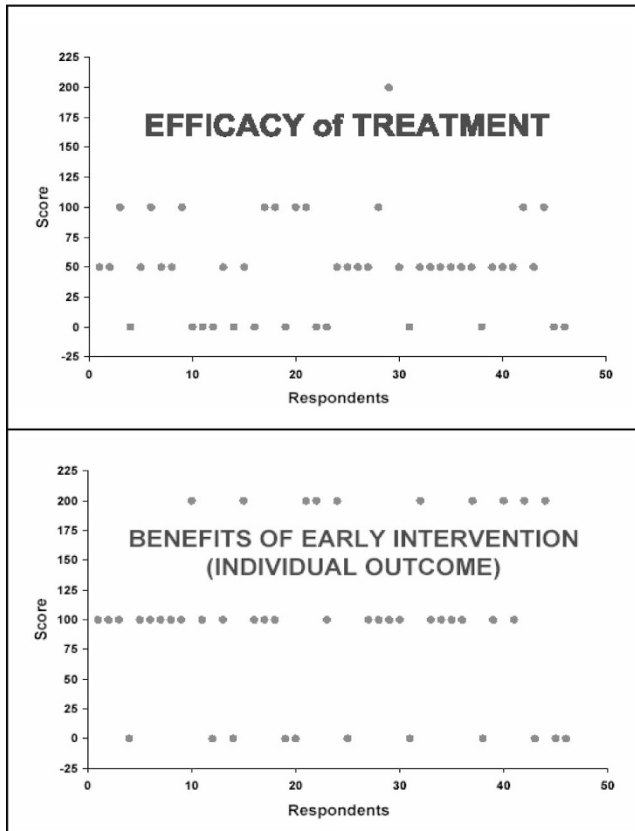 225
200
175
EFFICACY of TREATMENT
150
125
100
75
50
25
0
-25
Score
0 10 20 30 40 50
Respondents
225
200
175
BENEFITS OF EARLY INTERVENTION
150
(INDIVIDUAL OUTCOME)
125
100
75
50
25
0
-25
Score
0 10 20 30 40 50
Respondents